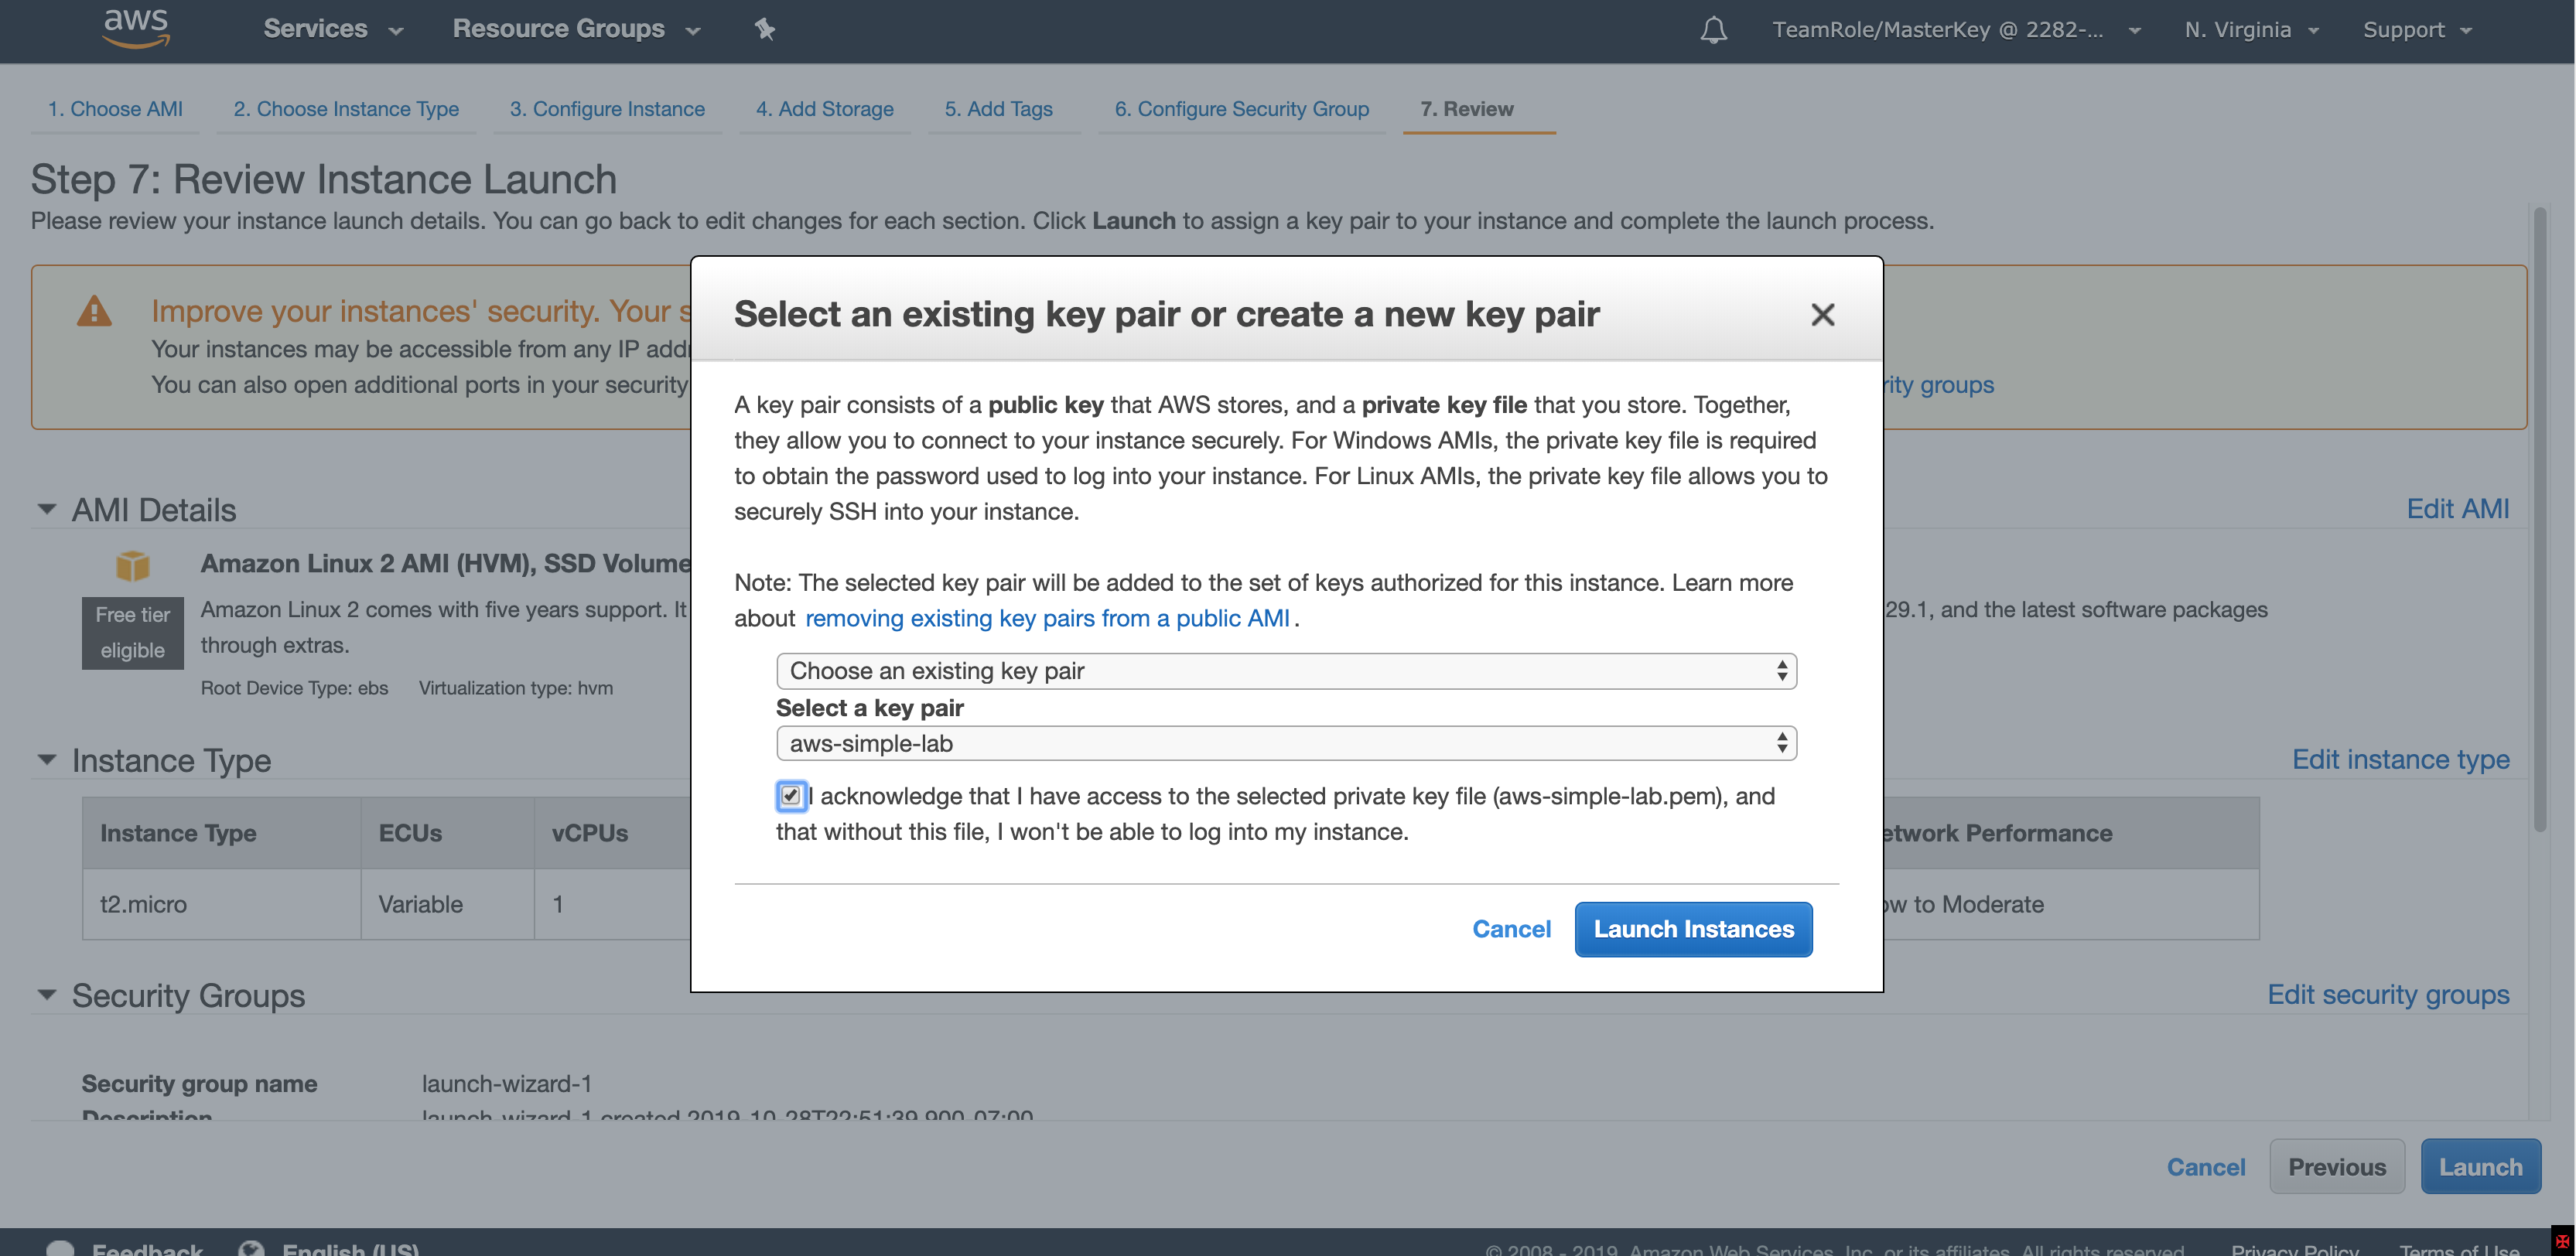 aws
Services
Resource Groups
TeamRole/MasterKey @ 2282-...
N. Virginia
Support
1. Choose AMI
2. Choose Instance Type
3. Configure Instance
4. Add Storage
5. Add Tags
6. Configure Security Group
7. Review
Step 7: Review Instance Launch
Please review your instance launch details. You can go back to edit changes for each section. Click Launch to assign a key pair to your instance and complete the launch process.
Improve your instances' security. Your
Your instances may be accessible from any IP
You can also open additional ports in your security
groups
Select an existing key pair or create a new key pair
A key pair consists of a public key that AWS stores, and a private key file that you store. Together,
they allow you to connect to your instance securely. For Windows AMIs, the private key file is required
to obtain the password used to log into your instance. For Linux AMIs, the private key file allows you to
securely SSH into your instance.
Note: The selected key pair will be added to the set of keys authorized for this instance. Learn more
about removing existing key pairs from a public AMI.
Choose an existing key pair
Select a key pair
aws-simple-lab
I acknowledge that I have access to the selected private key file (aws-simple-lab.pem), and
that without this file, I won't be able to log into my instance.
Cancel
Launch Instances
AMI Details
Edit AMI
Amazon Linux 2 AMI (HVM), SSD Volume
Free tier
eligible
Amazon Linux 2 comes with five years support. It
29.1, and the latest software packages
through extras.
Root Device Type: ebs
Virtualization type: hvm
Instance Type
Edit instance type
Instance Type
ECUs
vCPUs
Performance
t2.micro
Variable
1
to Moderate
Security Groups
Edit security groups
Security group name
launch-wizard-1
Description
launch-wizard-1 created 2019-10-28T22:51:39.900-07:00
Cancel
Previous
Launch
Feedback
English (US)
© 2008 - 2019, Amazon Web Services, Inc. or its affiliates. All rights reserved.
Privacy Policy
Terms of Use